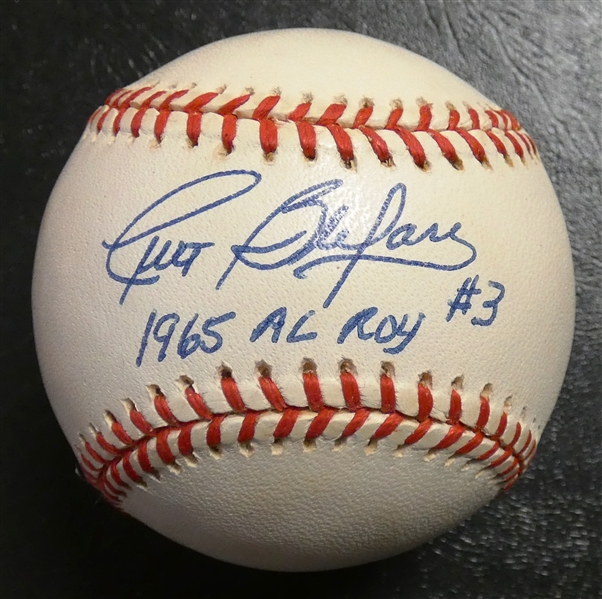 Curt Blefary #3
1965 AL ROY